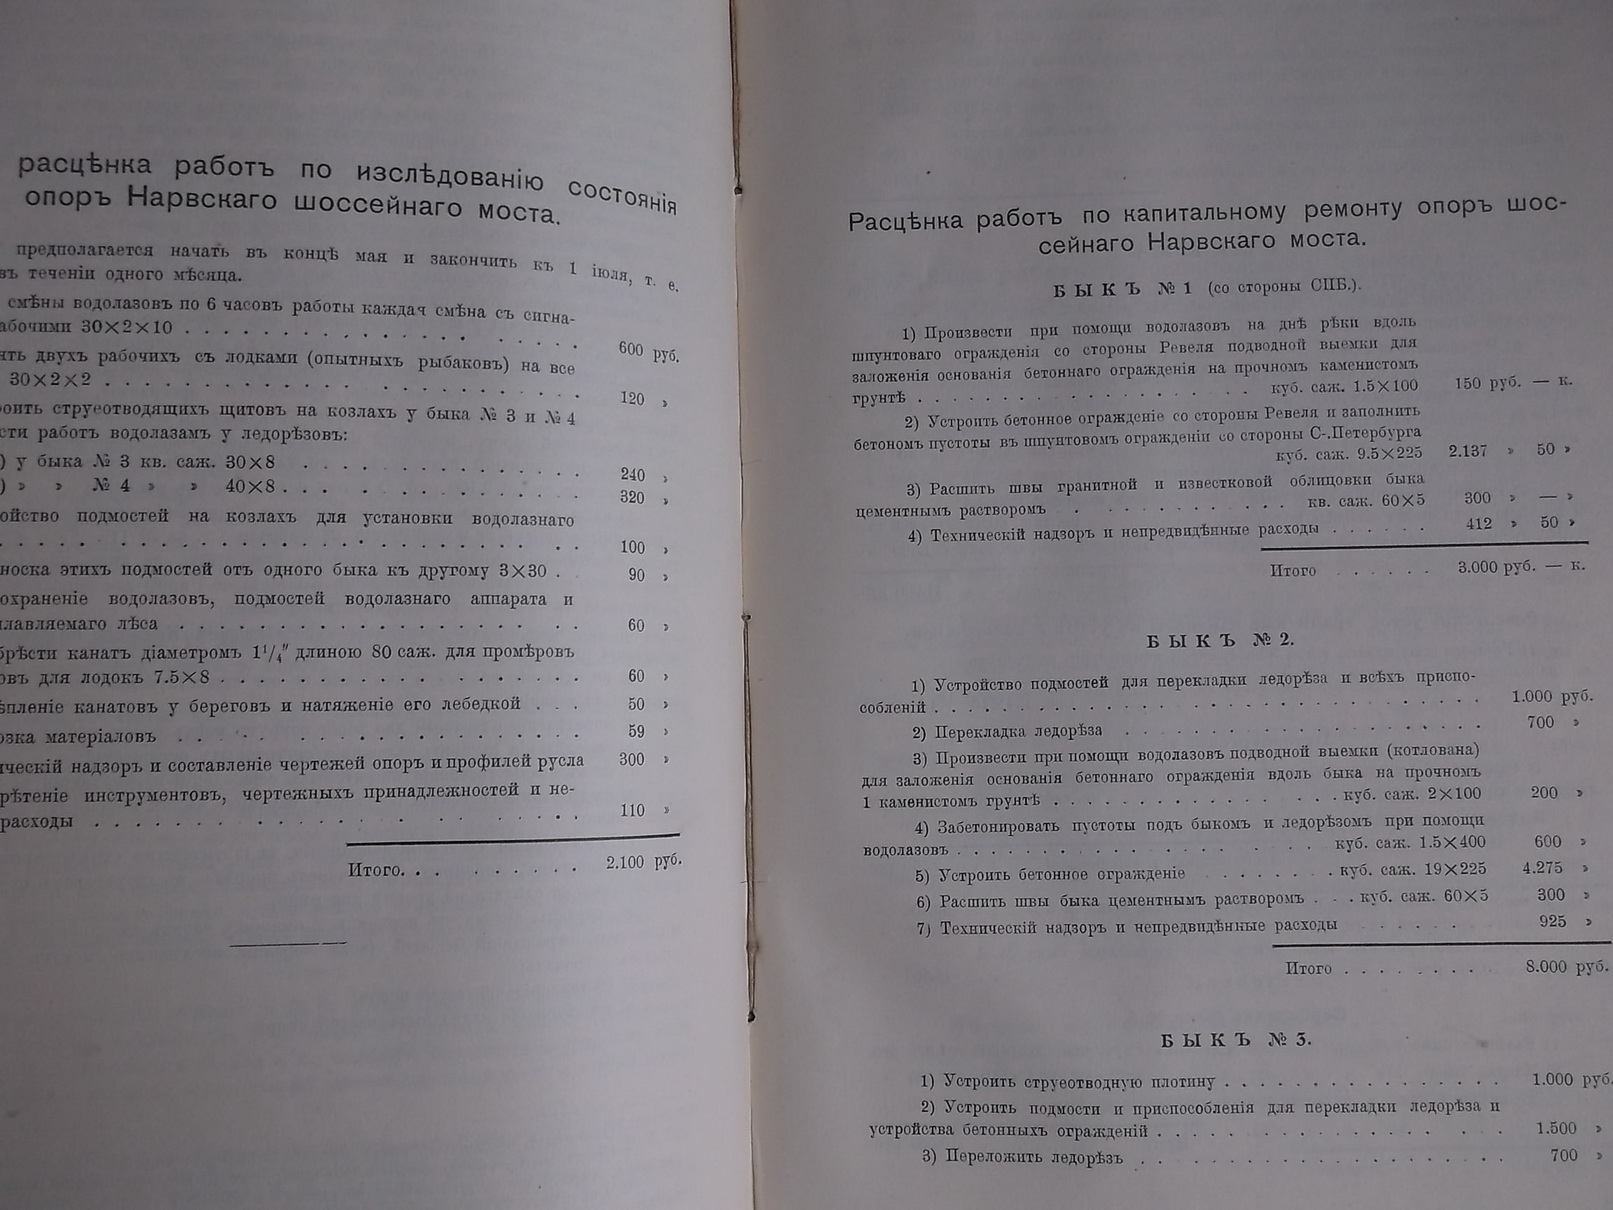 расцѣнка работъ по изслѣдованію состоянія
опоръ Нарвскаго шоссейнаго моста.
предполагается начать въ концѣ мая и закончить къ 1 іюля, т. е.
въ теченіи одного мѣсяца.
смѣны водолазовъ по 6 часовъ работы каждая смѣна съ сигна-
абочими 30×2×10 . . . . . . . . . . . . . 600 руб.
ять двухъ рабочихъ съ лодками (опытныхъ рыбаковъ) на все
30×2×2 . . . . . . . . . . . . . . . . . . . 120 »
роить струеотводящихъ щитовъ на козлахъ у быка № 3 и № 4
сти работъ водолазамъ у ледорѣзовъ:
) у быка № 3 кв. саж. 30×8 . . . . . . . . . . . 240 »
) » » № 4 » » 40×8 . . . . . . . . . . . . 320 »
ойство подмостей на козлахъ для установки водолазнаго
. . . . . . . . . . . . . . . . . . . . . . . . . 100 »
носка этихъ подмостей отъ одного быка къ другому 3×30 . 90 »
охраненіе водолазовъ, подмостей водолазнаго аппарата и
лавляемаго лѣса . . . . . . . . . . . . . . . . . 60 »
брѣсти канатъ діаметромъ 1¹/₄" длиною 80 саж. для промѣровъ
овъ для лодокъ 7.5×8 . . . . . . . . . . . . . . . 60 »
ѣпленіе канатовъ у береговъ и натяженіе его лебедкой . . . 50 »
озка матеріаловъ . . . . . . . . . . . . . . . . . 59 »
ическій надзоръ и составленіе чертежей опоръ и профилей русла 300 »
рѣтеніе инструментовъ, чертежныхъ принадлежностей и не-
расходы . . . . . . . . . . . . . . . . . . . . . 110 »
Итого. . . . . . . . . . 2.100 руб.
Расцѣнка работъ по капитальному ремонту опоръ шос-
сейнаго Нарвскаго моста.
БЫКЪ № 1 (со стороны СПБ.).
1) Произвести при помощи водолазовъ на днѣ рѣки вдоль
шпунтоваго огражденія со стороны Ревеля подводной выемки для
заложенія основанія бетоннаго огражденія на прочномъ каменистомъ
грунтѣ . . . . . . . . . . . . . . . . . куб. саж. 1.5×100 150 руб. — к.
2) Устроить бетонное огражденіе со стороны Ревеля и заполнить
бетономъ пустоты въ шпунтовомъ огражденіи со стороны С-.Петербурга
куб. саж. 9.5×225 2.137 » 50 »
3) Расшить швы гранитной и известковой облицовки быка
цементнымъ растворомъ . . . . . . . . . . . кв. саж. 60×5 300 » — »
4) Техническій надзоръ и непредвидѣнные расходы . . . . . . 412 » 50 »
Итого . . . . . . 3.000 руб. — к.
БЫКЪ № 2.
1) Устройство подмостей для перекладки ледорѣза и всѣхъ приспо-
собленій . . . . . . . . . . . . . . . . . . . . . . . 1.000 руб.
2) Перекладка ледорѣза . . . . . . . . . . . . . . . . . 700 »
3) Произвести при помощи водолазовъ подводной выемки (котлована)
для заложенія основанія бетоннаго огражденія вдоль быка на прочномъ
1 каменистомъ грунтѣ . . . . . . . . . . . . . . . куб. саж. 2×100 200 »
4) Забетонировать пустоты подъ быкомъ и ледорѣзомъ при помощи
водолазовъ . . . . . . . . . . . . . . . . куб. саж. 1.5×400 600 »
5) Устроить бетонное огражденіе . . . . . . . куб. саж. 19×225 4.275 »
6) Расшить швы быка цементнымъ растворомъ . . . куб. саж. 60×5 300 »
7) Техническій надзоръ и непредвидѣнные расходы . . . . . . 925 »
Итого . . . . . . . . 8.000 руб.
БЫКЪ № 3.
1) Устроить струеотводную плотину . . . . . . . . . . . . . . . 1.000 руб.
2) Устроить подмости и приспособленія для перекладки ледорѣза и
устройства бетонныхъ огражденій . . . . . . . . . . . . . . . . 1.500 »
3) Переложить ледорѣзъ . . . . . . . . . . . . . . . . . . . 700 »